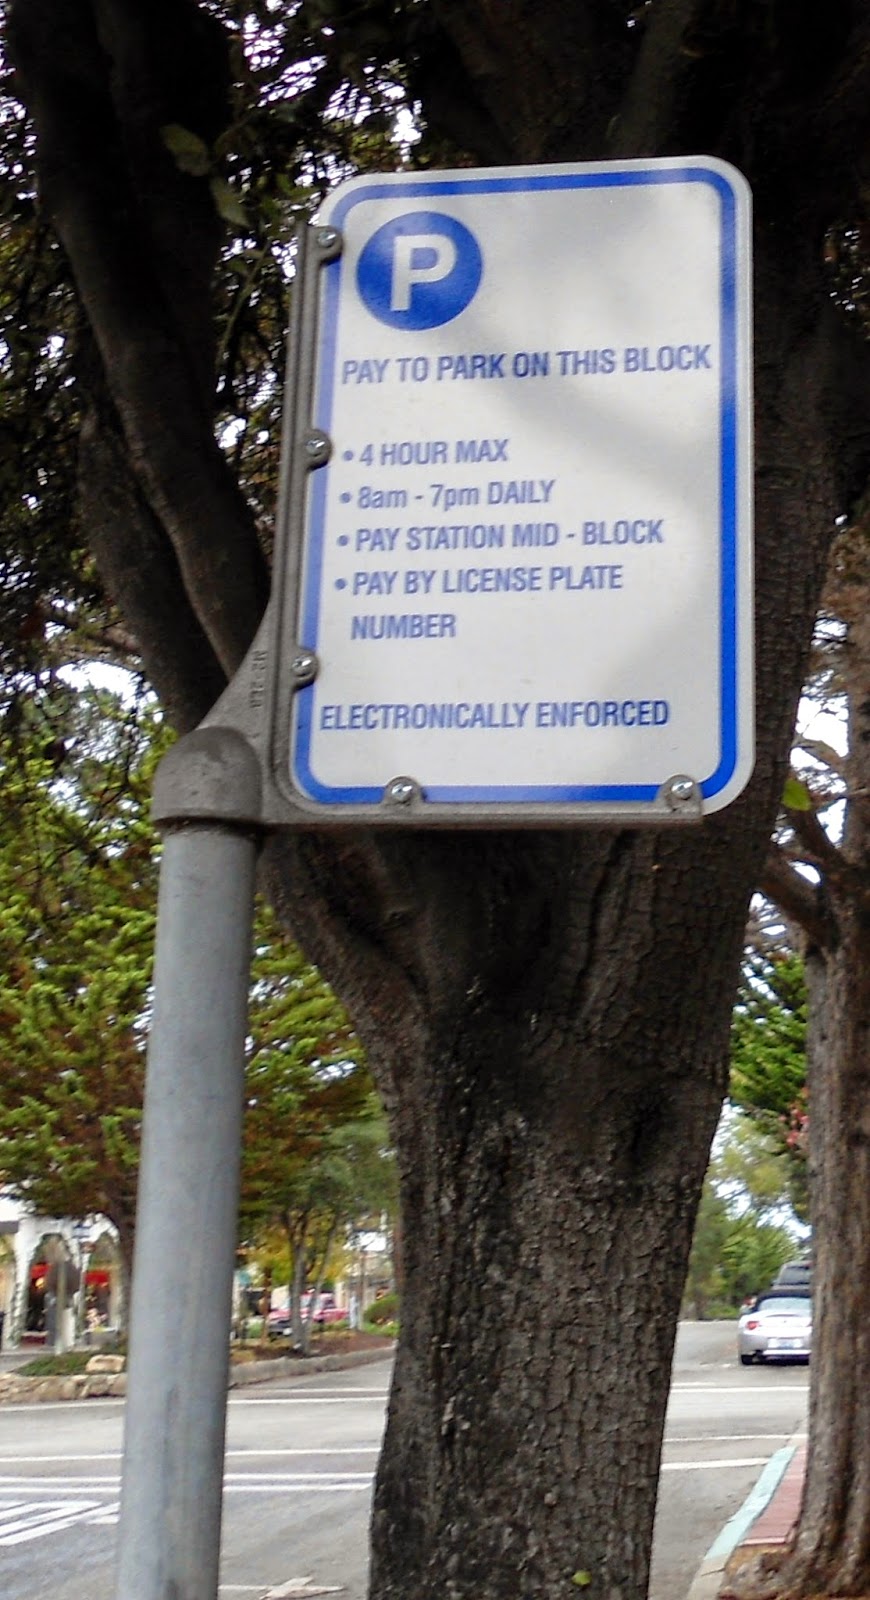 P
PAY TO PARK ON THIS BLOCK
• 4 HOUR MAX
• 8am - 7pm DAILY
• PAY STATION MID - BLOCK
• PAY BY LICENSE PLATE
NUMBER
ELECTRONICALLY ENFORCED